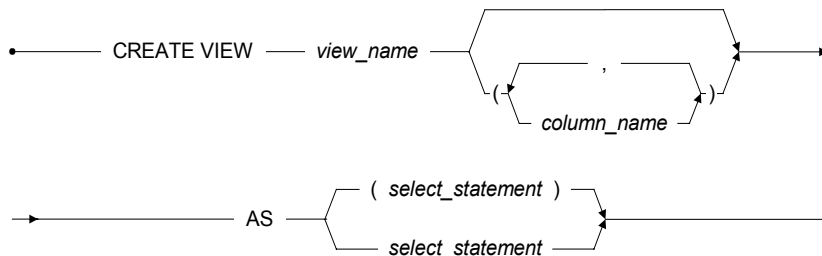 CREATE VIEW view_name
,
( )
column_name
( select_statement )
AS
select statement